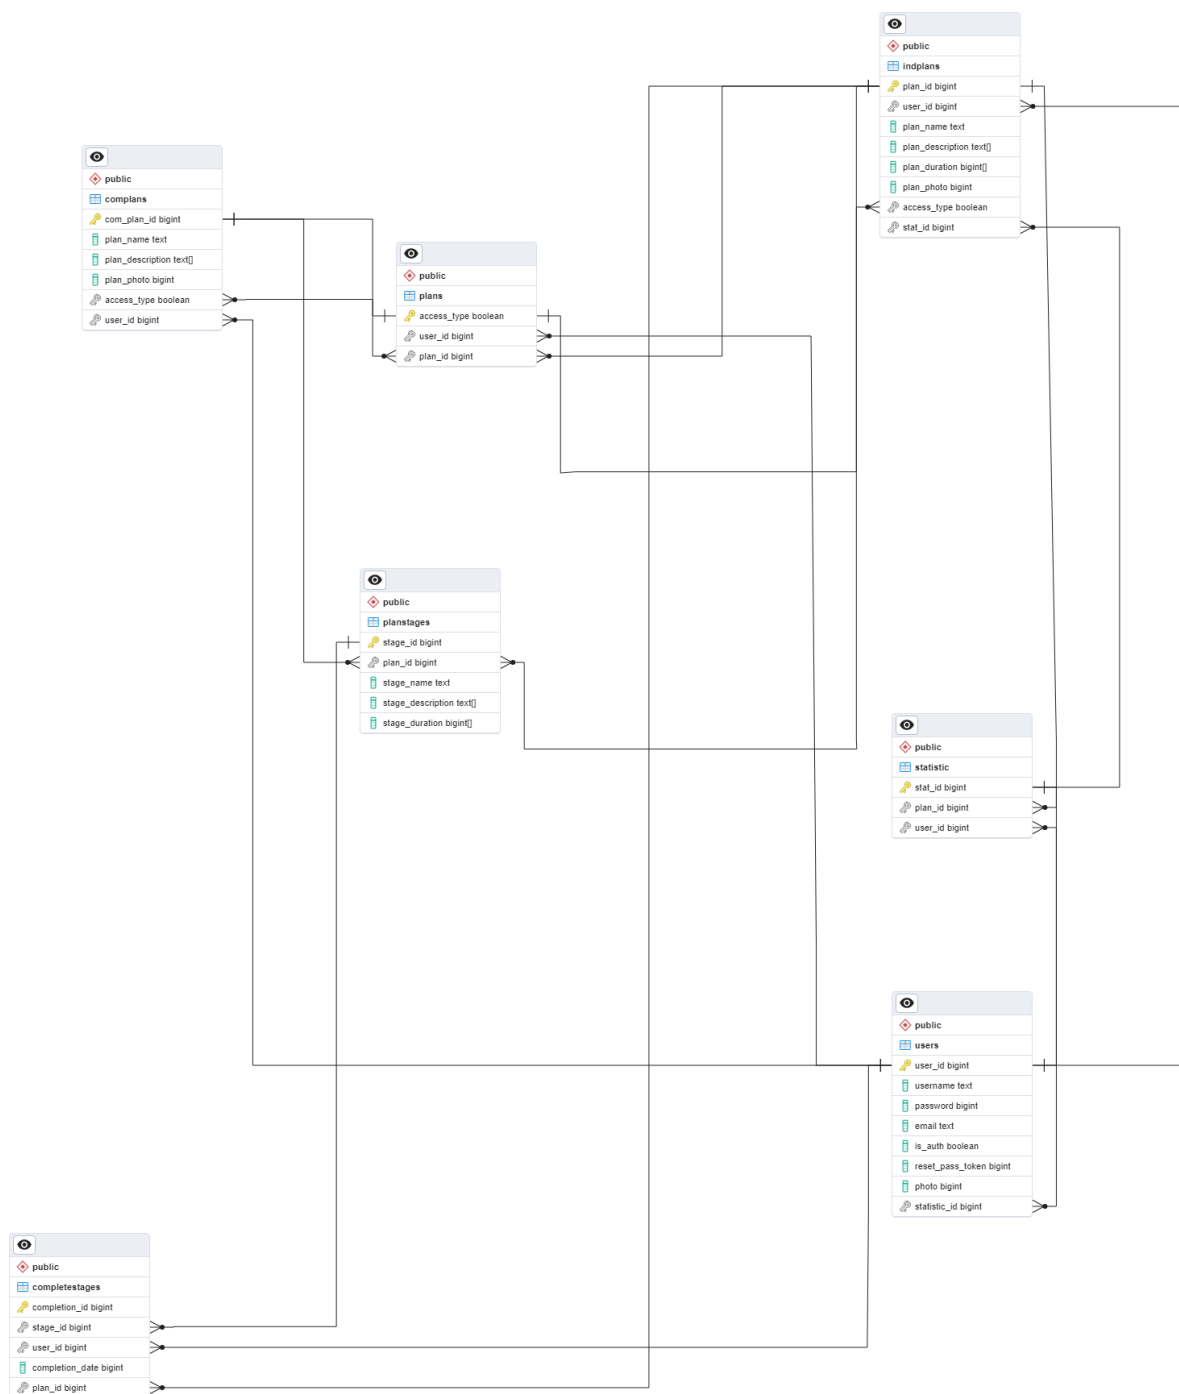 public
indplans
plan_id bigint
user_id bigint
plan_name text
plan_description text[]
plan_duration bigint[]
plan_photo bigint
access_type boolean
stat_id bigint
public
complans
com_plan_id bigint
plan_name text
plan_description text[]
plan_photo bigint
access_type boolean
user_id bigint
public
plans
access_type boolean
user_id bigint
plan_id bigint
public
planstages
stage_id bigint
plan_id bigint
stage_name text
stage_description text[]
stage_duration bigint[]
public
statistic
stat_id bigint
plan_id bigint
user_id bigint
public
users
user_id bigint
username text
password bigint
email text
is_auth boolean
reset_pass_token bigint
photo bigint
statistic_id bigint
public
completestages
completion_id bigint
stage_id bigint
user_id bigint
completion_date bigint
plan_id bigint